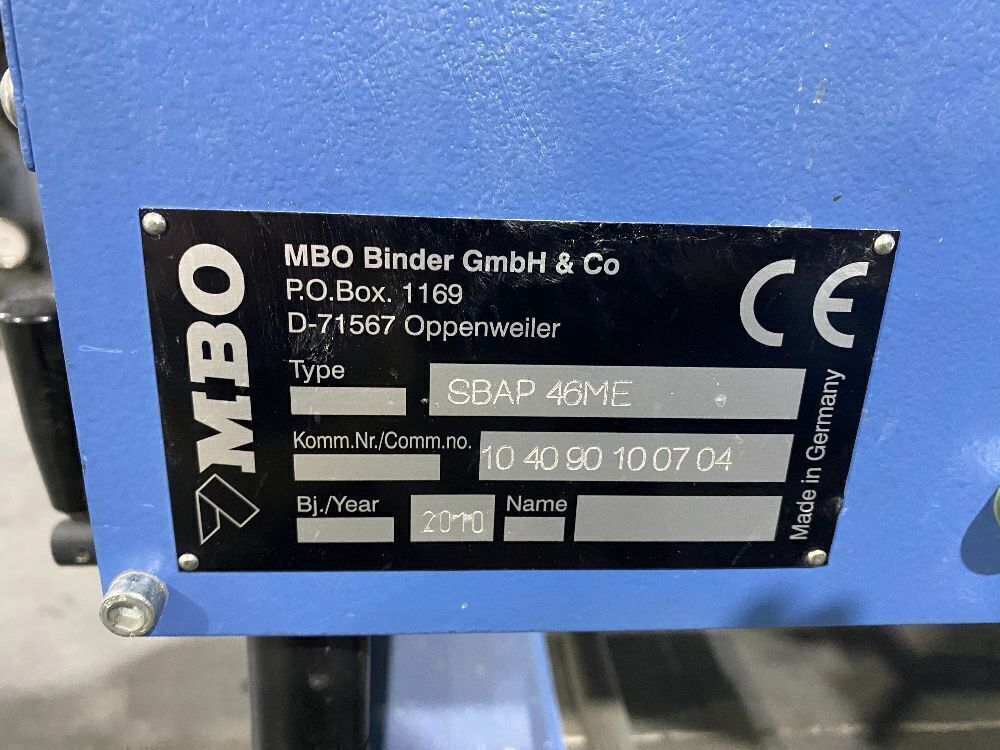 MBO
MBO Binder GmbH & Co
P.O.Box. 1169
D-71567 Oppenweiler
CE
Type
SBAP 46ME
Komm.Nr./Comm.no.
10 40 90 10 07 04
Bj./Year
2010
Name
Made in Germany